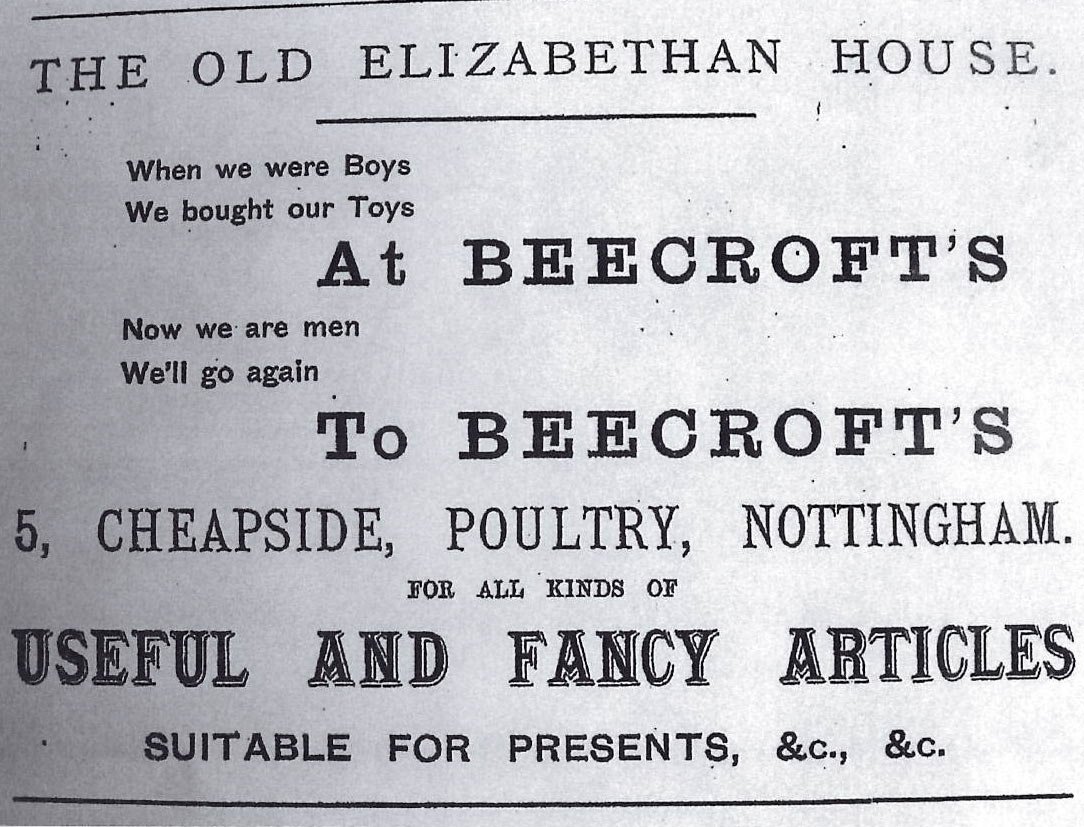 THE OLD ELIZABETHAN HOUSE.
When we were Boys
We bought our Toys
At BEECROFT'S
Now we are men
We'll go again
To BEECROFT'S
5, CHEAPSIDE, POULTRY, NOTTINGHAM.
FOR ALL KINDS OF
USEFUL AND FANCY ARTICLES
SUITABLE FOR PRESENTS, &c., &c.